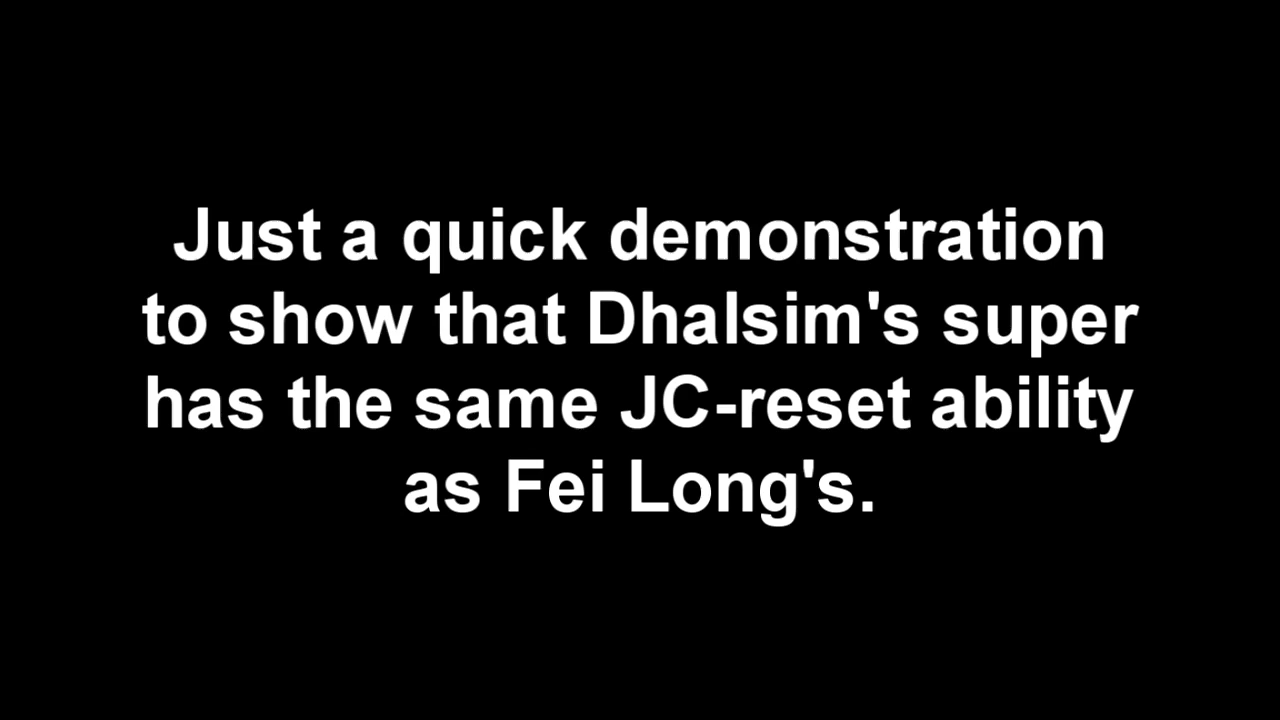 Just a quick demonstration
to show that Dhalsim's super
has the same JC-reset ability
as Fei Long's.